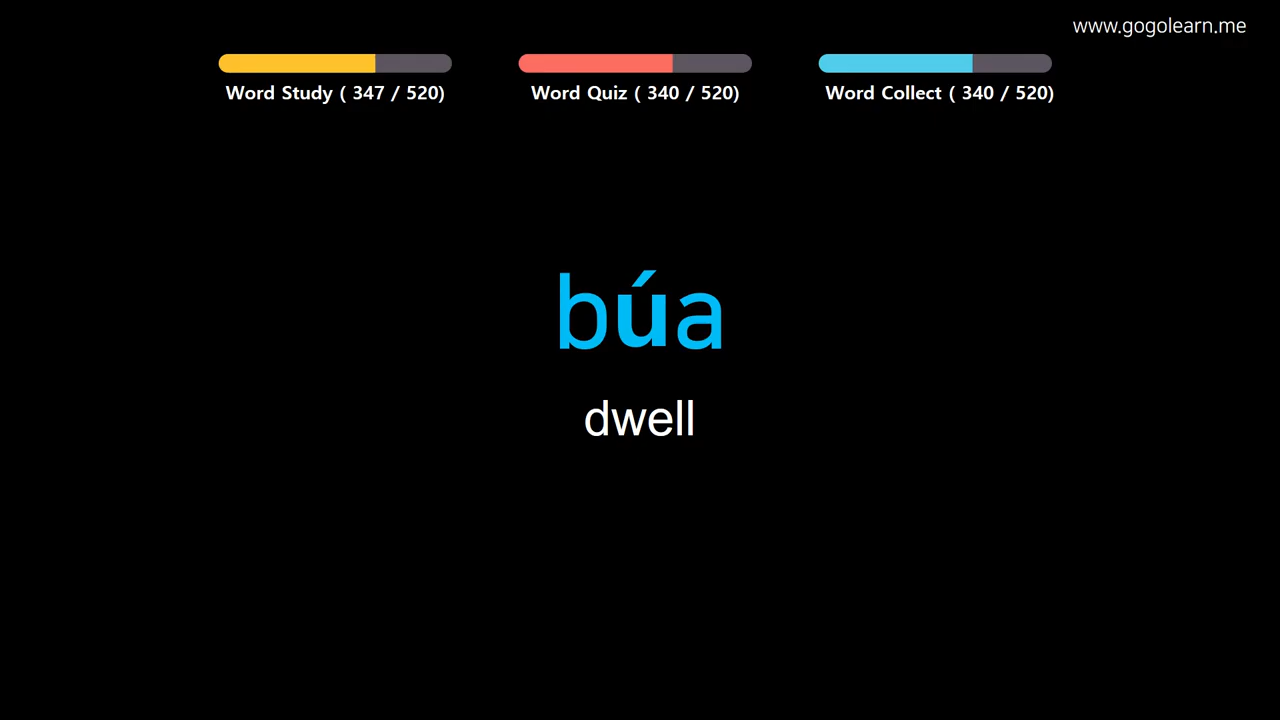 www.gogolearn.me
Word Study ( 347 / 520)
Word Quiz ( 340 / 520)
Word Collect ( 340 / 520)
búa
dwell